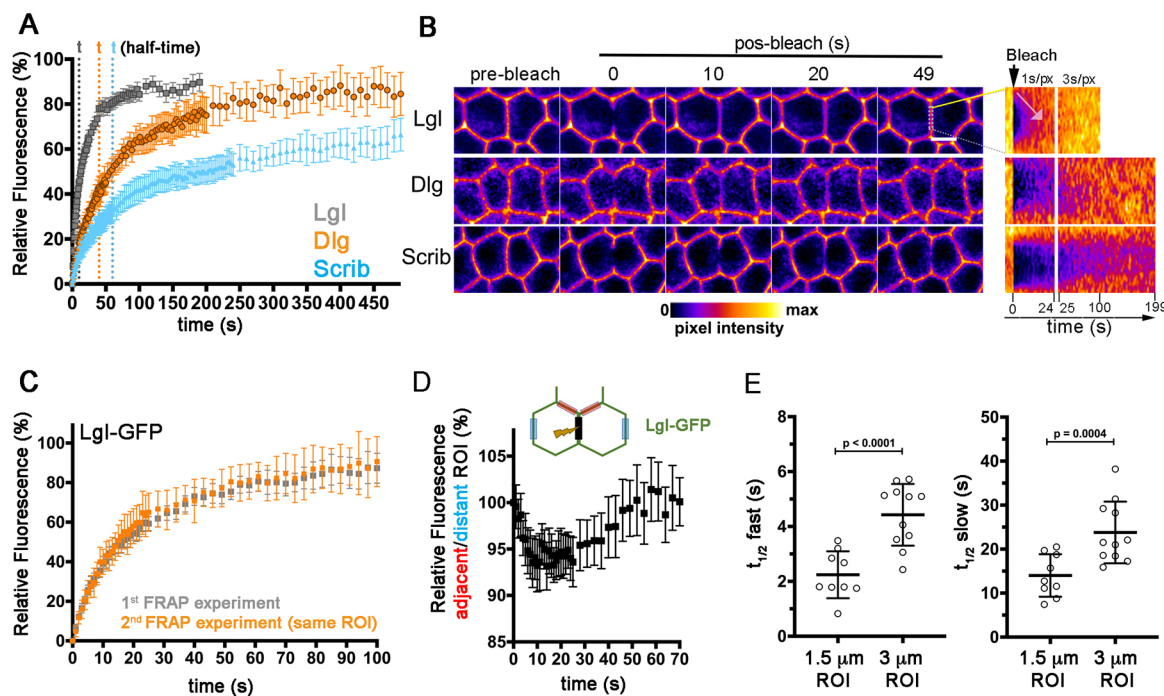 A
t t t (half-time)
Relative Fluorescence (%)
100
80
60
40
20
0
Lgl
Dlg
Scrib
0 50 100 150 200 250 300 350 400 450
time (s)
B
pos-bleach (s)
pre-bleach 0 10 20 49
Lgl
Dlg
Scrib
0 max
pixel intensity
Bleach
1s/px 3s/px
0 24 25 100 199
time (s)
C
Lgl-GFP
Relative Fluorescence (%)
100
80
60
40
20
0
1st FRAP experiment
2nd FRAP experiment (same ROI)
0 10 20 30 40 50 60 70 80 90 100
time (s)
D
Lgl-GFP
Relative Fluorescence
adjacent/distant ROI (%)
105
100
95
90
85
0 10 20 30 40 50 60 70
time (s)
E
t1/2 fast (s)
8
6
4
2
0
p < 0.0001
1.5 µm 3 µm
ROI ROI
t1/2 slow (s)
50
40
30
20
10
0
p = 0.0004
1.5 µm 3 µm
ROI ROI